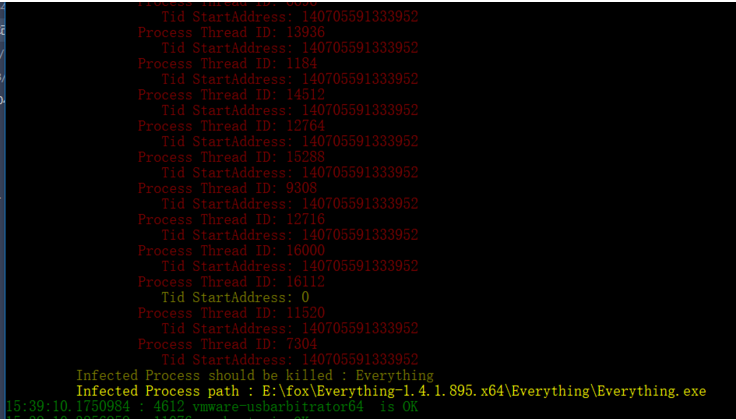 Tid StartAddress: 140705591333952
Process Thread ID: 13936
Tid StartAddress: 140705591333952
Process Thread ID: 1184
Tid StartAddress: 140705591333952
Process Thread ID: 14512
Tid StartAddress: 140705591333952
Process Thread ID: 12764
Tid StartAddress: 140705591333952
Process Thread ID: 15288
Tid StartAddress: 140705591333952
Process Thread ID: 9308
Tid StartAddress: 140705591333952
Process Thread ID: 12716
Tid StartAddress: 140705591333952
Process Thread ID: 16000
Tid StartAddress: 140705591333952
Process Thread ID: 16112
Tid StartAddress: 0
Process Thread ID: 11520
Tid StartAddress: 140705591333952
Process Thread ID: 7304
Tid StartAddress: 140705591333952
Infected Process should be killed : Everything
Infected Process path : E:\fox\Everything-1.4.1.895.x64\Everything\Everything.exe
15:39:10.1750984 : 4612 vmware-usbarbitrator64  is OK